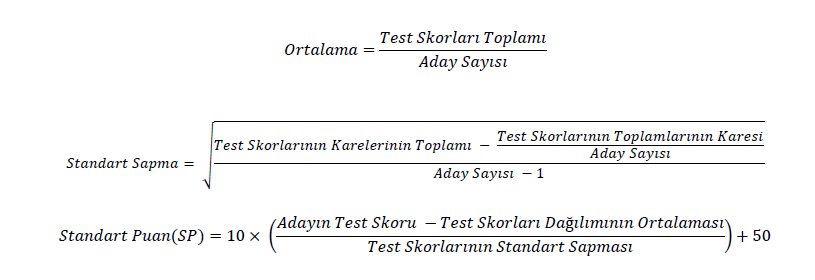 Ortalama = Test Skorları Toplamı / Aday Sayısı
Standart Sapma = √((Test Skorlarının Karelerinin Toplamı − Test Skorlarının Toplamlarının Karesi / Aday Sayısı) / (Aday Sayısı − 1))
Standart Puan(SP) = 10 × (Adayın Test Skoru − Test Skorları Dağılımının Ortalaması / Test Skorlarının Standart Sapması) + 50